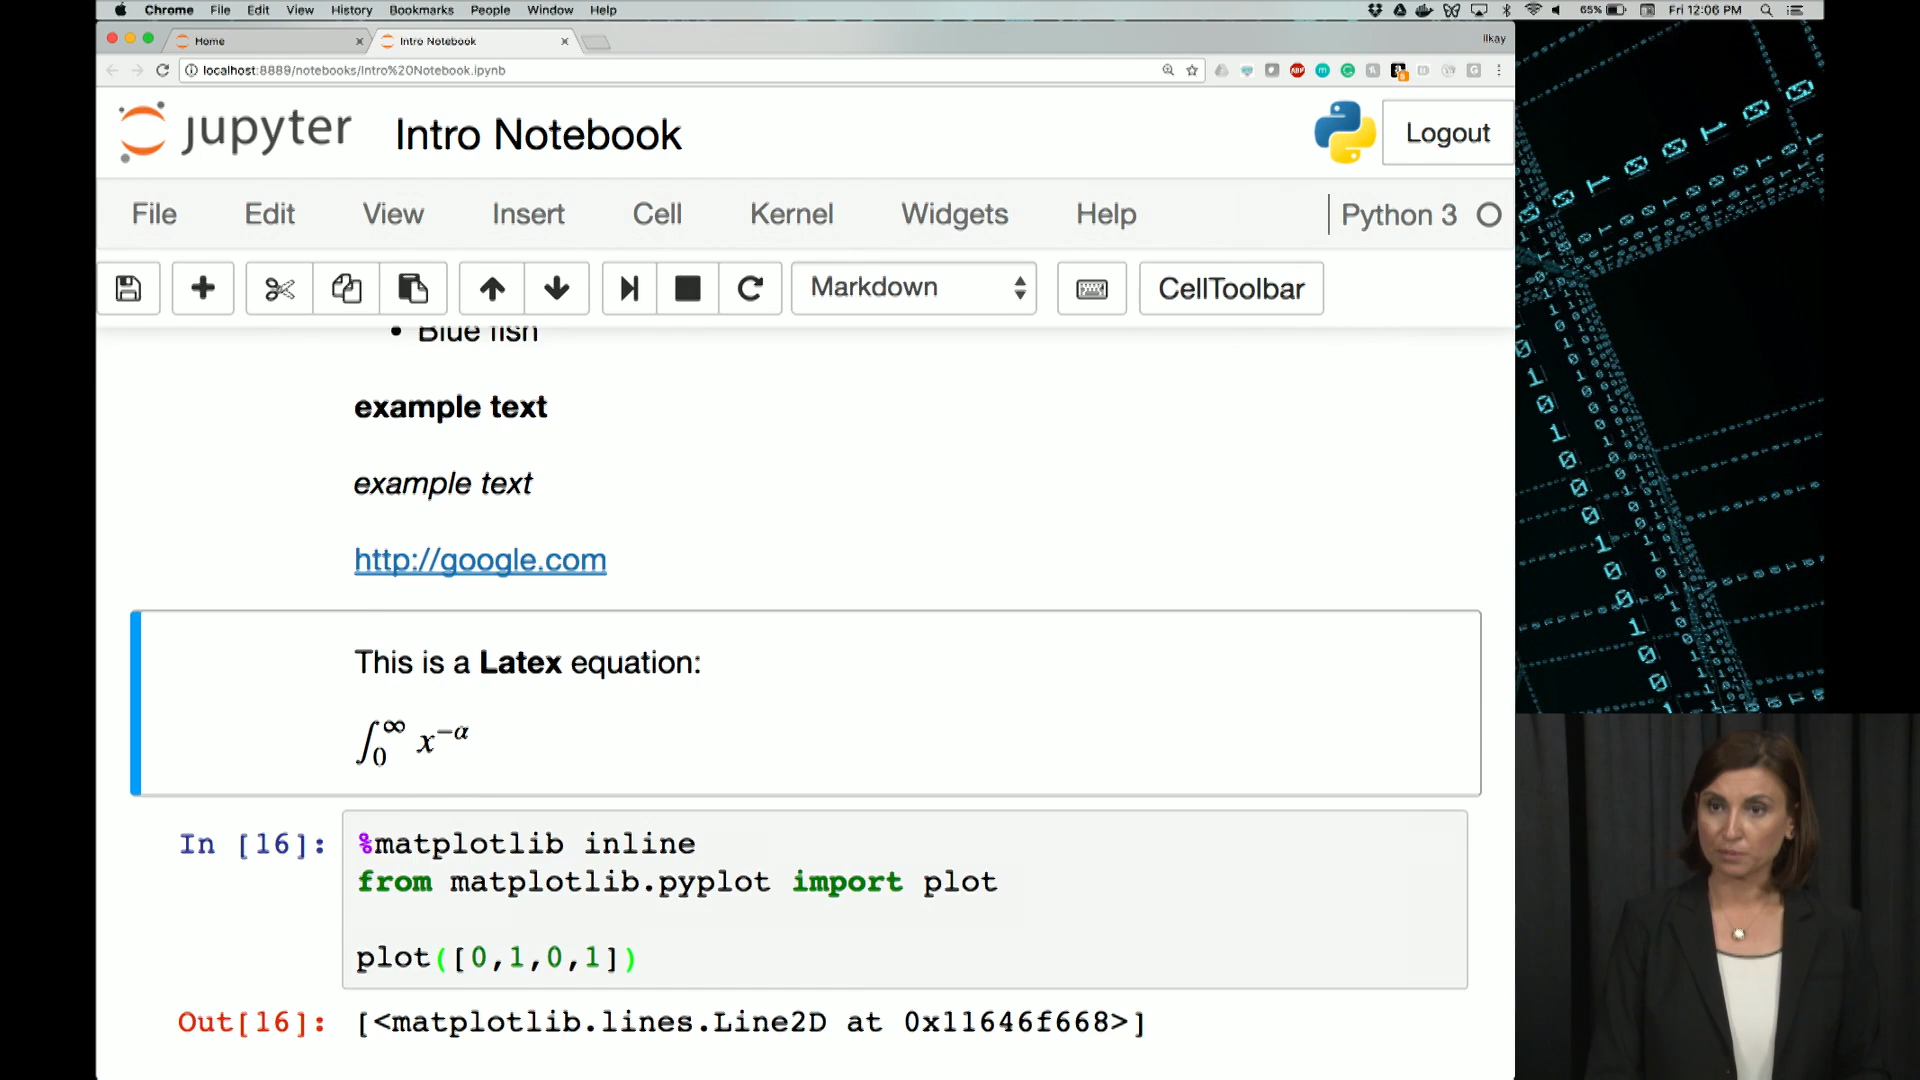 Chrome File Edit View History Bookmarks People Window Help 65% Fri 12:06 PM
Home Intro Notebook Ilkay
localhost:8889/notebooks/Intro%20Notebook.ipynb
jupyter Intro Notebook Logout
File Edit View Insert Cell Kernel Widgets Help Python 3
Markdown CellToolbar
• Blue fish
example text
example text
http://google.com
This is a Latex equation:
∫₀^∞ x^−α
In [16]: %matplotlib inline
from matplotlib.pyplot import plot
plot([0,1,0,1])
Out[16]: [<matplotlib.lines.Line2D at 0x11646f668>]